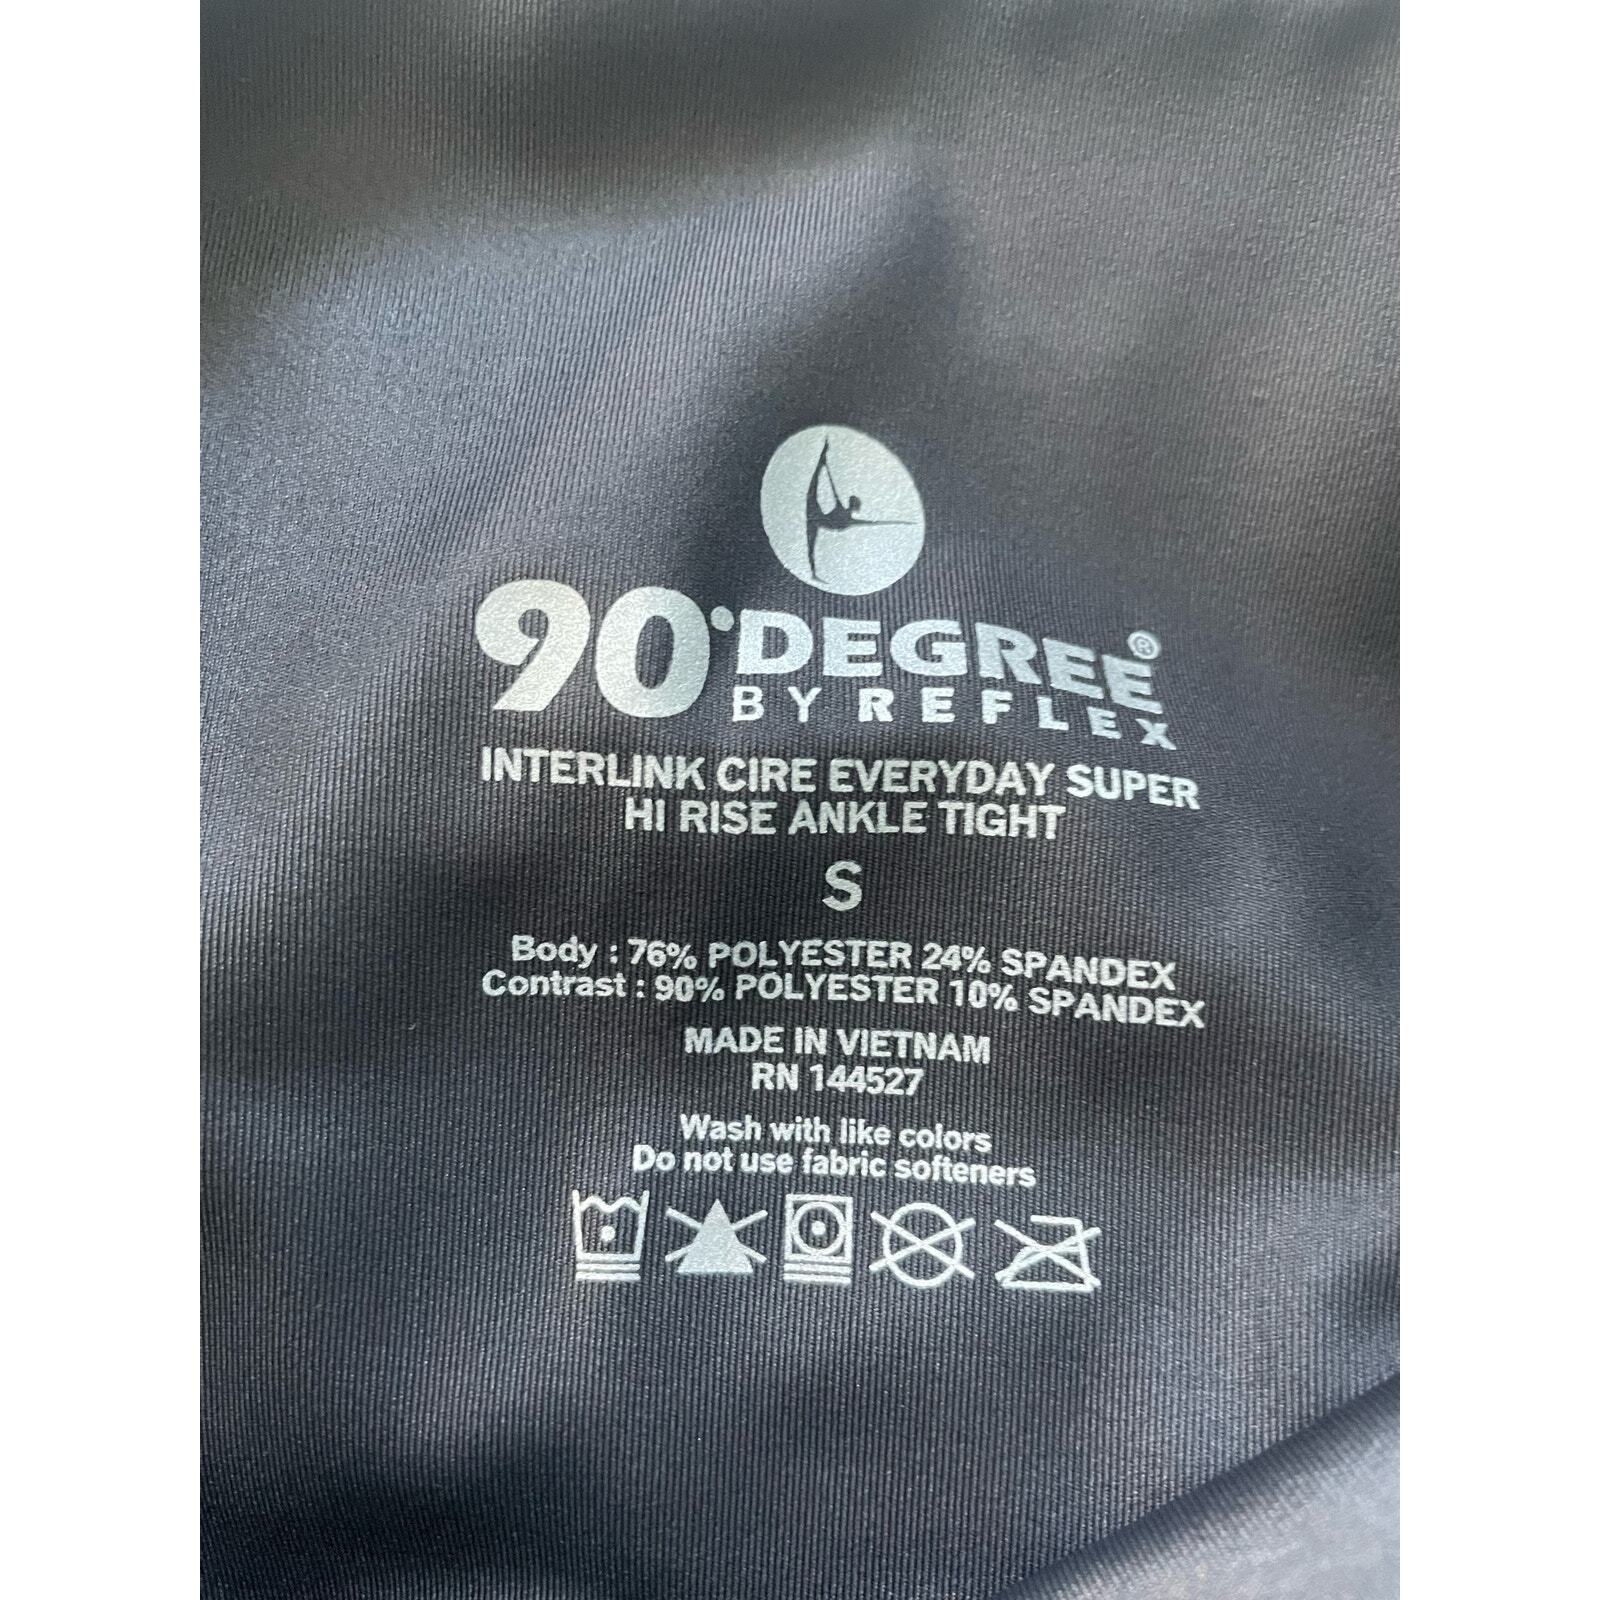 90°DEGREE®
BY REFLEX
INTERLINK CIRE EVERYDAY SUPER
HI RISE ANKLE TIGHT
S
Body : 76% POLYESTER 24% SPANDEX
Contrast : 90% POLYESTER 10% SPANDEX
MADE IN VIETNAM
RN 144527
Wash with like colors
Do not use fabric softeners